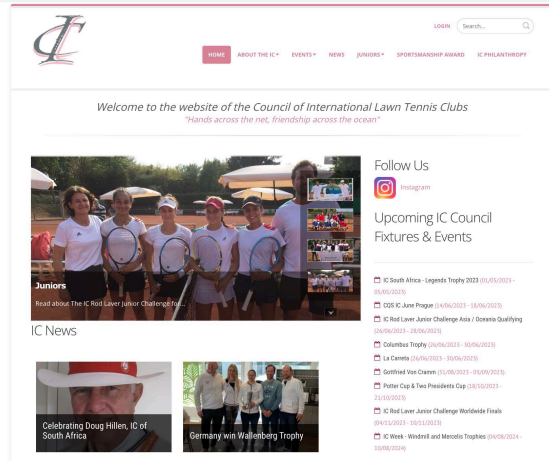 IC
LOGIN
Search...
HOME
ABOUT THE IC
EVENTS
NEWS
JUNIORS
SPORTSMANSHIP AWARD
IC PHILANTHROPY
Welcome to the website of the Council of International Lawn Tennis Clubs
"Hands across the net, friendship across the ocean"
Juniors
Read about The IC Rod Laver Junior Challenge for...
Follow Us
Instagram
Upcoming IC Council
Fixtures & Events
IC South Africa - Legends Trophy 2023 (01/05/2023 -
05/05/2023)
CQS IC June Prague (14/06/2023 - 18/06/2023)
IC Rod Laver Junior Challenge Asia / Oceania Qualifying
(26/06/2023 - 28/06/2023)
Columbus Trophy (26/06/2023 - 30/06/2023)
La Carreta (26/06/2023 - 30/06/2023)
Gottfried Von Cramm (31/08/2023 - 03/09/2023)
Potter Cup & Two Presidents Cup (18/10/2023 -
21/10/2023)
IC Rod Laver Junior Challenge Worldwide Finals
(04/11/2023 - 10/11/2023)
IC Week - Windmill and Mercelis Trophies (04/08/2024 -
10/08/2024)
IC News
Celebrating Doug Hillen, IC of
South Africa
Germany win Wallenberg Trophy